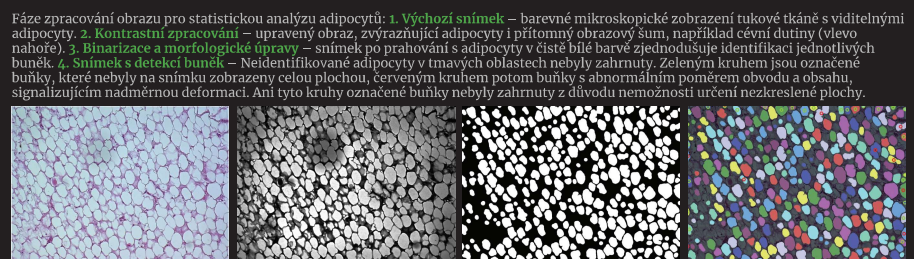 Fáze zpracování obrazu pro statistickou analýzu adipocytů: 1. Výchozí snímek – barevné mikroskopické zobrazení tukové tkáně s viditelnými
adipocyty. 2. Kontrastní zpracování – upravený obraz, zvýrazňující adipocyty i přítomný obrazový šum, například cévní dutiny (vlevo
nahoře). 3. Binarizace a morfologické úpravy – snímek po prahování s adipocyty v čistě bílé barvě zjednodušuje identifikaci jednotlivých
buněk. 4. Snímek s detekcí buněk – Neidentifikované adipocyty v tmavých oblastech nebyly zahrnuty. Zeleným kruhem jsou označené
buňky, které nebyly na snímku zobrazeny celou plochou, červeným kruhem potom buňky s abnormálním poměrem obvodu a obsahu,
signalizujícím nadměrnou deformaci. Ani tyto kruhy označené buňky nebyly zahrnuty z důvodu nemožnosti určení nezkreslené plochy.